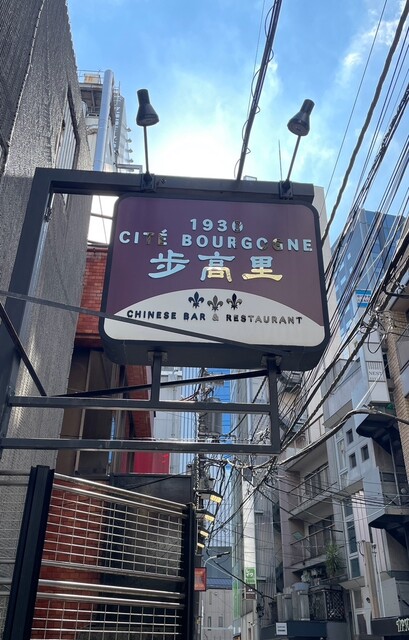 1930
CITÉ BOURGOGNE
步高里
CHINESE BAR & RESTAURANT